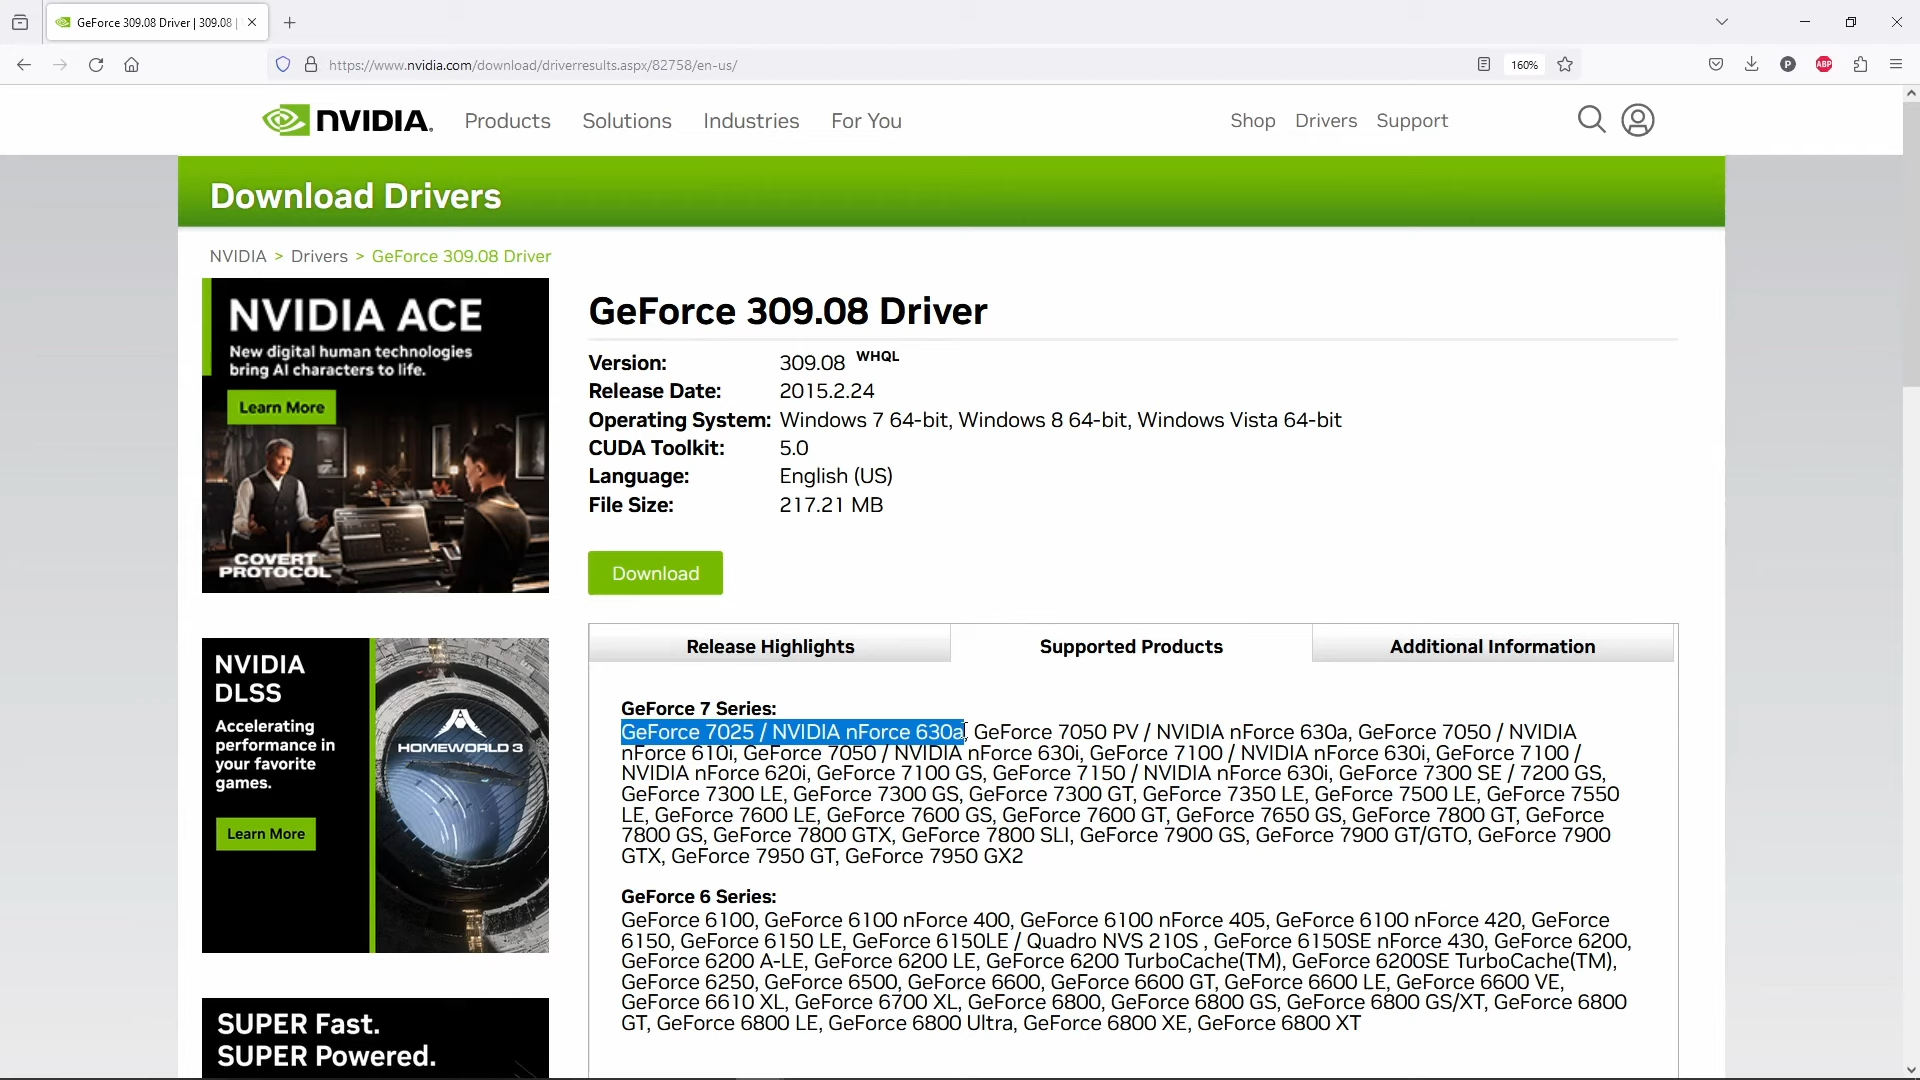 GeForce 309.08 Driver | 309.08 |
https://www.nvidia.com/download/driverresults.aspx/82758/en-us/
160%
P
ABP
NVIDIA.
Products
Solutions
Industries
For You
Shop
Drivers
Support
Download Drivers
NVIDIA > Drivers > GeForce 309.08 Driver
NVIDIA ACE
New digital human technologies
bring AI characters to life.
Learn More
COVERT
PROTOCOL
GeForce 309.08 Driver
Version: 309.08 WHQL
Release Date: 2015.2.24
Operating System: Windows 7 64-bit, Windows 8 64-bit, Windows Vista 64-bit
CUDA Toolkit: 5.0
Language: English (US)
File Size: 217.21 MB
Download
NVIDIA
DLSS
Accelerating
performance in
your favorite
games.
Learn More
HOMEWORLD 3
Release Highlights
Supported Products
Additional Information
GeForce 7 Series:
GeForce 7025 / NVIDIA nForce 630a, GeForce 7050 PV / NVIDIA nForce 630a, GeForce 7050 / NVIDIA
nForce 610i, GeForce 7050 / NVIDIA nForce 630i, GeForce 7100 / NVIDIA nForce 630i, GeForce 7100 /
NVIDIA nForce 620i, GeForce 7100 GS, GeForce 7150 / NVIDIA nForce 630i, GeForce 7300 SE / 7200 GS,
GeForce 7300 LE, GeForce 7300 GS, GeForce 7300 GT, GeForce 7350 LE, GeForce 7500 LE, GeForce 7550
LE, GeForce 7600 LE, GeForce 7600 GS, GeForce 7600 GT, GeForce 7650 GS, GeForce 7800 GT, GeForce
7800 GS, GeForce 7800 GTX, GeForce 7800 SLI, GeForce 7900 GS, GeForce 7900 GT/GTO, GeForce 7900
GTX, GeForce 7950 GT, GeForce 7950 GX2
GeForce 6 Series:
GeForce 6100, GeForce 6100 nForce 400, GeForce 6100 nForce 405, GeForce 6100 nForce 420, GeForce
6150, GeForce 6150 LE, GeForce 6150LE / Quadro NVS 210S , GeForce 6150SE nForce 430, GeForce 6200,
GeForce 6200 A-LE, GeForce 6200 LE, GeForce 6200 TurboCache(TM), GeForce 6200SE TurboCache(TM),
GeForce 6250, GeForce 6500, GeForce 6600, GeForce 6600 GT, GeForce 6600 LE, GeForce 6600 VE,
GeForce 6610 XL, GeForce 6700 XL, GeForce 6800, GeForce 6800 GS, GeForce 6800 GS/XT, GeForce 6800
GT, GeForce 6800 LE, GeForce 6800 Ultra, GeForce 6800 XE, GeForce 6800 XT
SUPER Fast.
SUPER Powered.